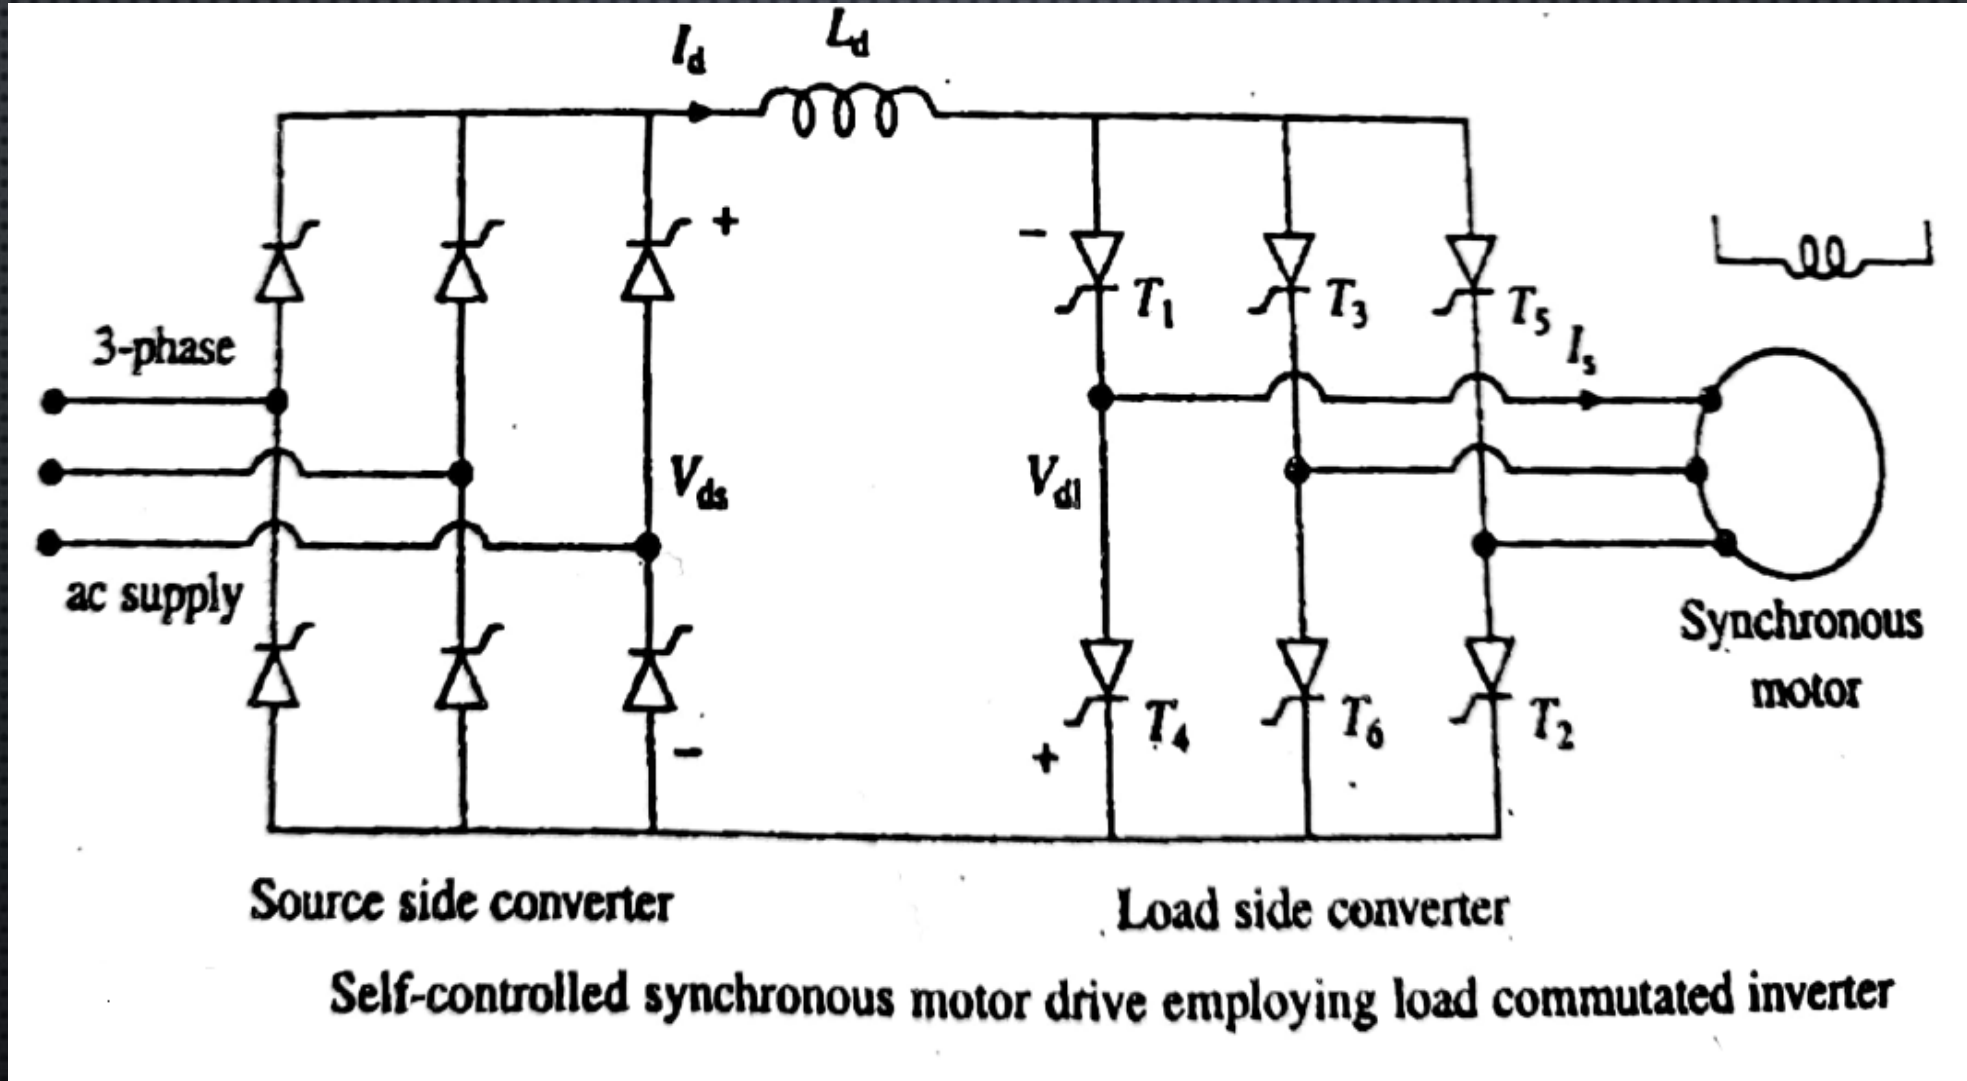 I_d
L_d
+
-
T_1
T_3
T_5
I_s
3-phase
V_ds
V_dl
ac supply
T_4
T_6
T_2
-
+
Synchronous
motor
Source side converter
Load side converter
Self-controlled synchronous motor drive employing load commutated inverter